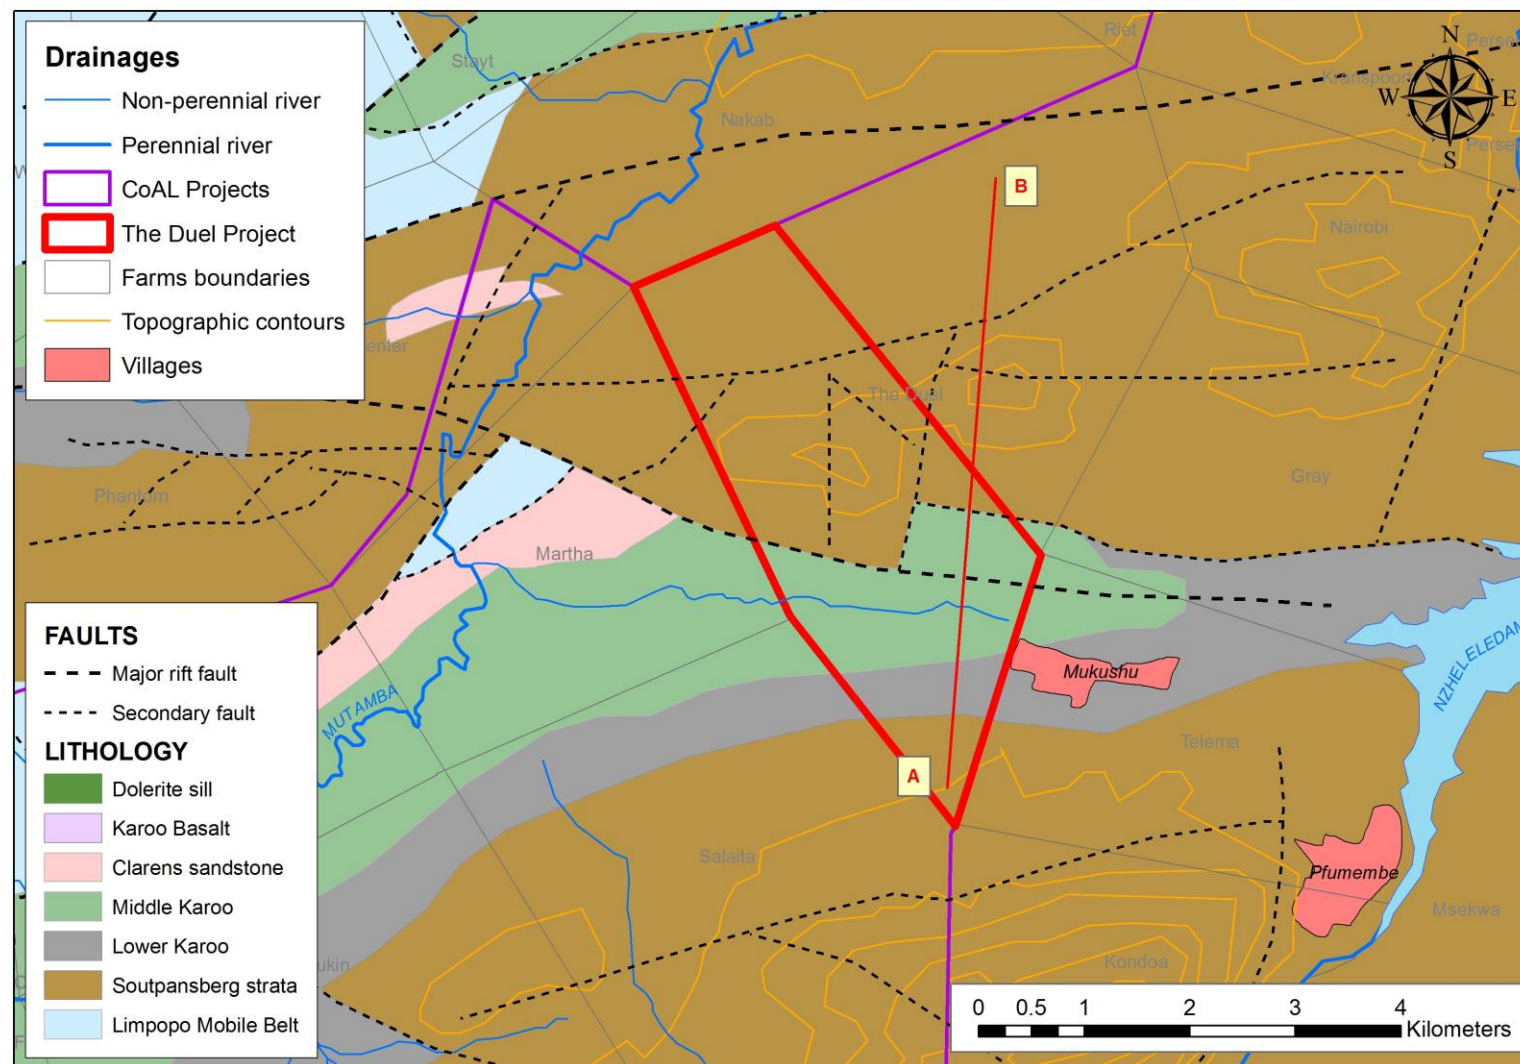 Drainages
Non-perennial river
Perennial river
CoAL Projects
The Duel Project
Farms boundaries
Topographic contours
Villages
FAULTS
Major rift fault
Secondary fault
LITHOLOGY
Dolerite sill
Karoo Basalt
Clarens sandstone
Middle Karoo
Lower Karoo
Soutpansberg strata
Limpopo Mobile Belt
Stayt
Nakab
Riet
Kranspoort
N
W
E
S
B
Nairobi
The Duel
Gray
Phantom
Martha
MUTAMBA
Mukushu
NZHELELEDAM
A
Telema
Salaita
Pfumembe
Msekwa
Kondoa
0 0.5 1 2 3 4
Kilometers